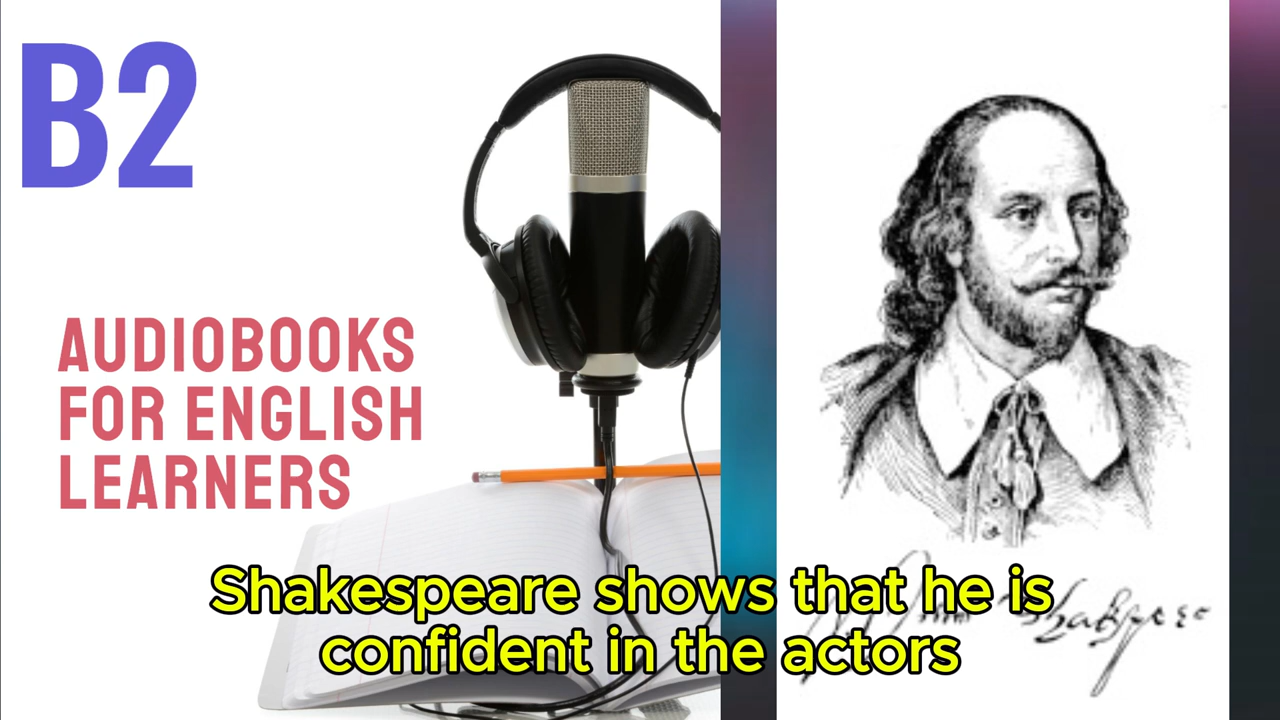 B2
AUDIOBOOKS
FOR ENGLISH
LEARNERS
Shakespeare shows that he is
confident in the actors